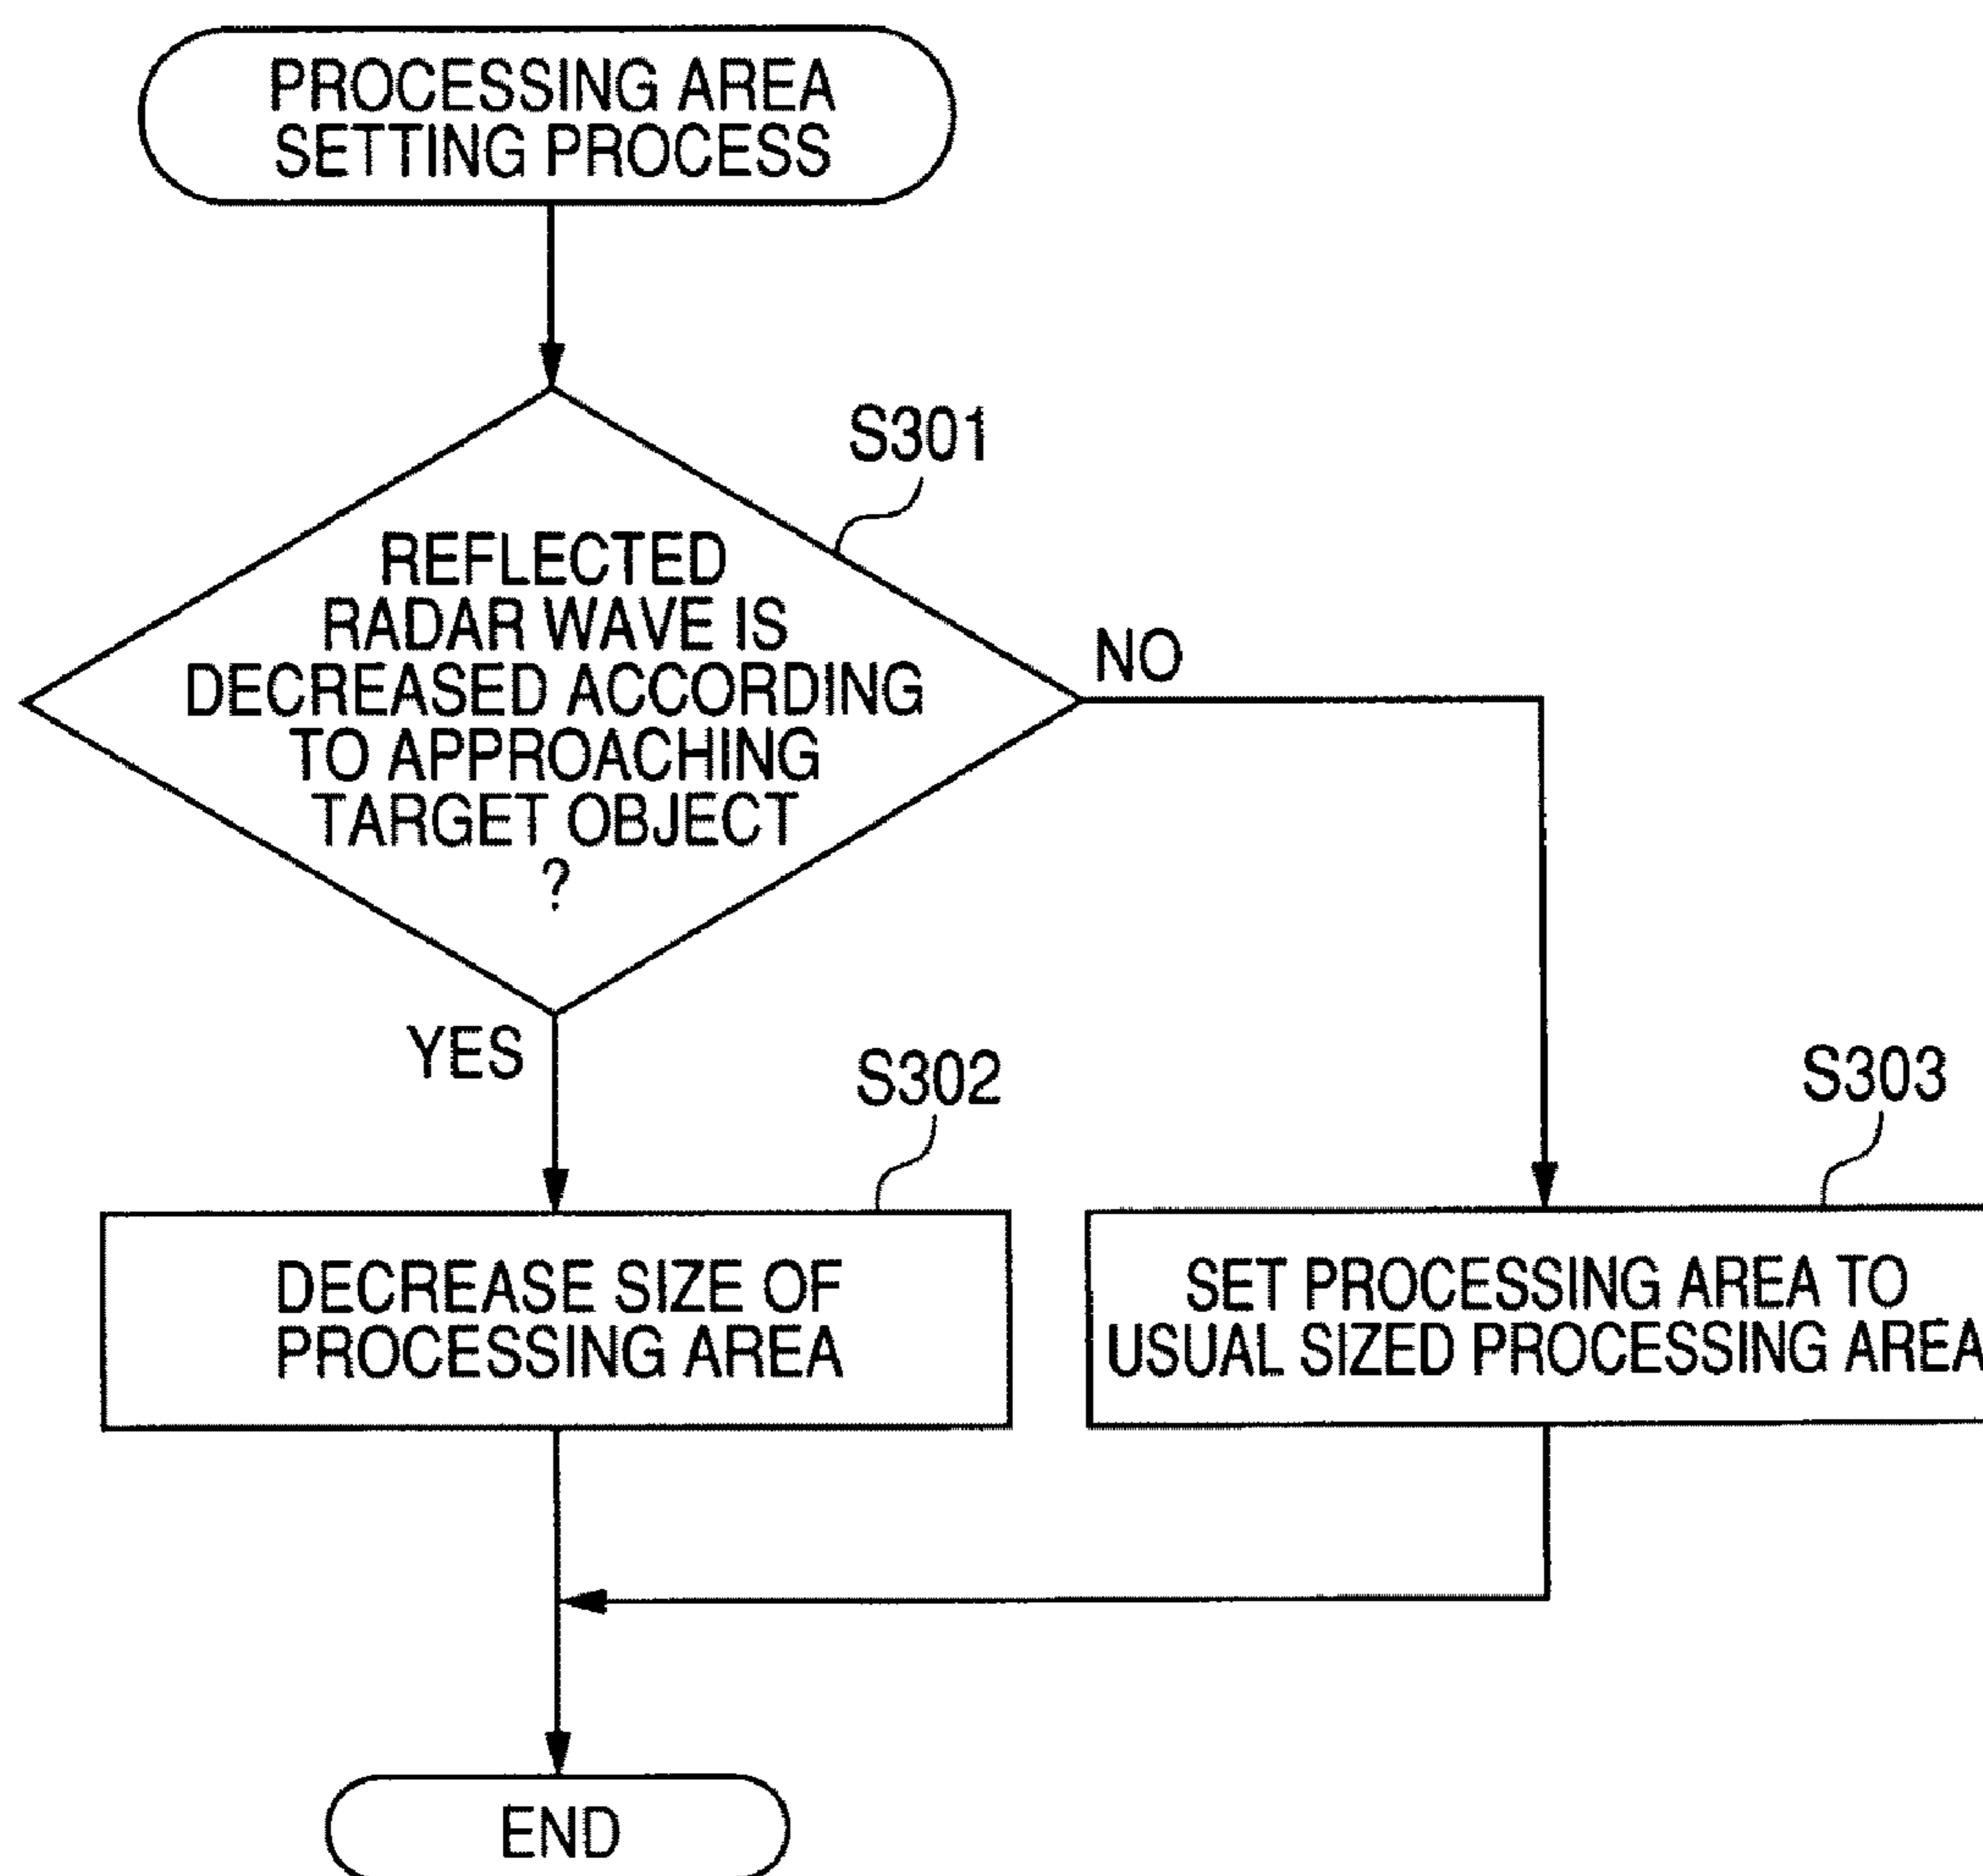 PROCESSING AREA
SETTING PROCESS
S301
REFLECTED
RADAR WAVE IS
DECREASED ACCORDING
TO APPROACHING
TARGET OBJECT
?
NO
YES
S302
S303
DECREASE SIZE OF
PROCESSING AREA
SET PROCESSING AREA TO
USUAL SIZED PROCESSING AREA
END